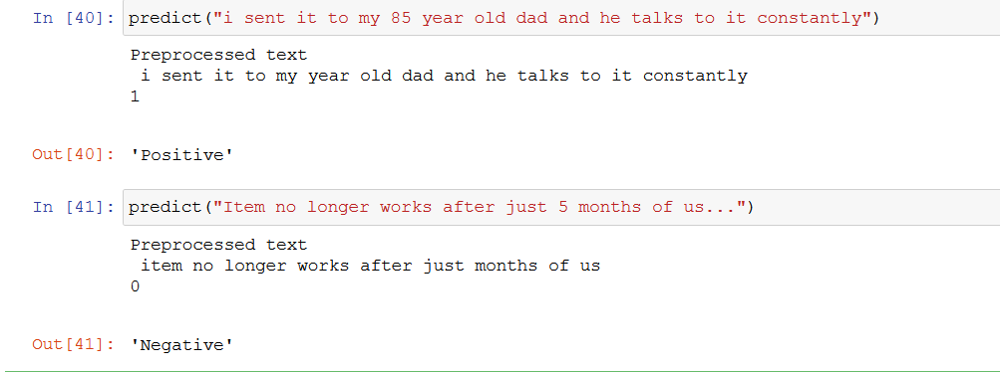 In [40]: predict("i sent it to my 85 year old dad and he talks to it constantly")
Preprocessed text
i sent it to my year old dad and he talks to it constantly
1
Out[40]: 'Positive'
In [41]: predict("Item no longer works after just 5 months of us...")
Preprocessed text
item no longer works after just months of us
0
Out[41]: 'Negative'